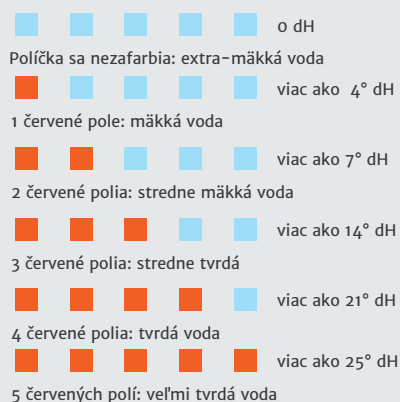 0 dH
Políčka sa nezafarbia: extra-mäkká voda
viac ako 4° dH
1 červené pole: mäkká voda
viac ako 7° dH
2 červené polia: stredne mäkká voda
viac ako 14° dH
3 červené polia: stredne tvrdá
viac ako 21° dH
4 červené polia: tvrdá voda
viac ako 25° dH
5 červených polí: veľmi tvrdá voda